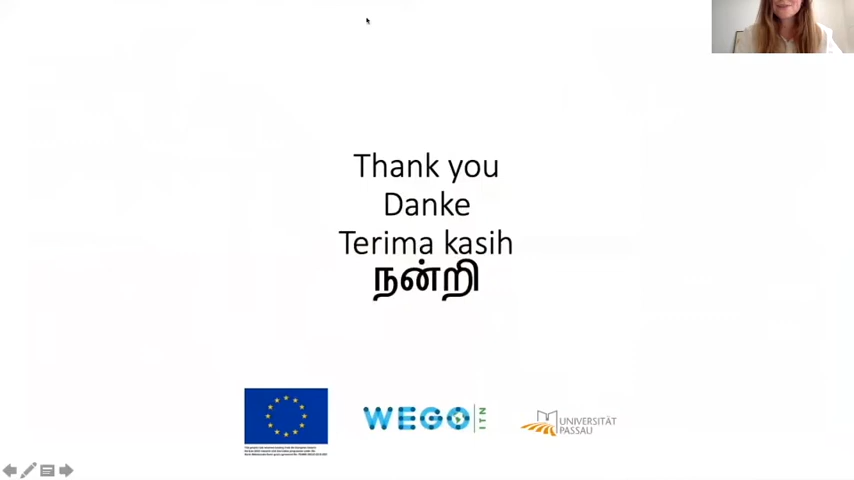 Thank you
Danke
Terima kasih
நன்றி
WEGO ITN
UNIVERSITÄT
PASSAU